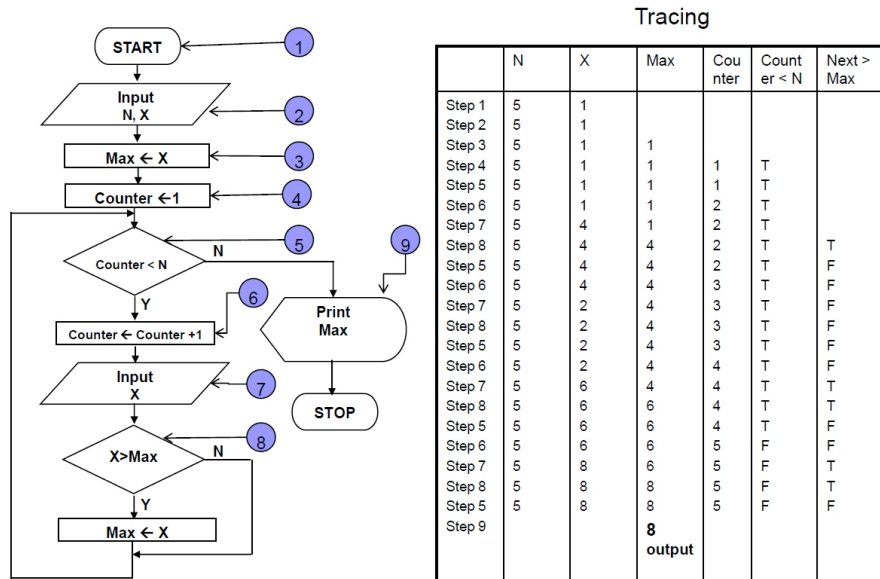 Tracing
START
1
Input
N, X
2
Max ← X
3
Counter ←1
4
5
Counter < N
N
9
Y
6
Counter ← Counter +1
Print
Max
Input
X
7
STOP
8
X>Max
N
Y
Max ← X
N X Max Cou Count Next >
nter er < N Max
Step 1 5 1
Step 2 5 1
Step 3 5 1 1
Step 4 5 1 1 1 T
Step 5 5 1 1 1 T
Step 6 5 1 1 2 T
Step 7 5 4 1 2 T
Step 8 5 4 4 2 T T
Step 5 5 4 4 2 T F
Step 6 5 4 4 3 T F
Step 7 5 2 4 3 T F
Step 8 5 2 4 3 T F
Step 5 5 2 4 3 T F
Step 6 5 2 4 4 T F
Step 7 5 6 4 4 T T
Step 8 5 6 6 4 T T
Step 5 5 6 6 4 T F
Step 6 5 6 6 5 F F
Step 7 5 8 6 5 F T
Step 8 5 8 8 5 F T
Step 5 5 8 8 5 F F
Step 9 8
output